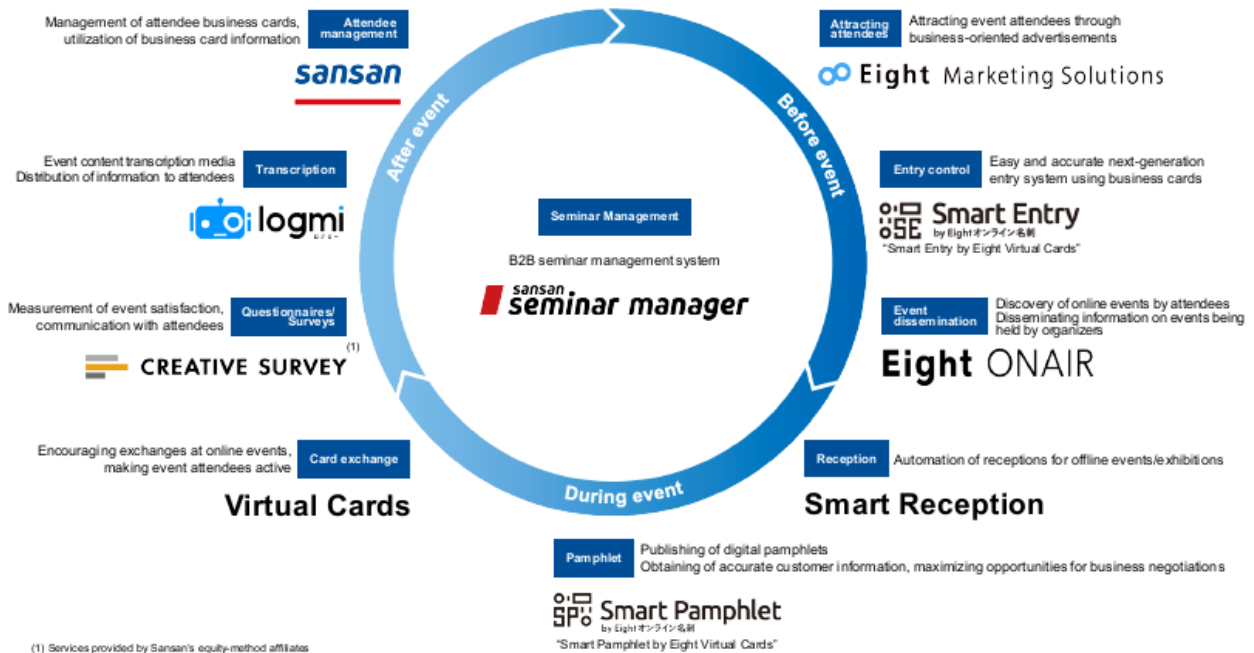 Management of attendee business cards,
utilization of business card information
Attendee
management
sansan
Attracting
attendees
Attracting event attendees through
business-oriented advertisements
Eight Marketing Solutions
After event
Before event
Event content transcription media
Distribution of information to attendees
Transcription
logmi
ログミー
Entry control
Easy and accurate next-generation
entry system using business cards
Smart Entry
by Eightオンライン名刺
“Smart Entry by Eight Virtual Cards”
Seminar Management
B2B seminar management system
sansan
seminar manager
Measurement of event satisfaction,
communication with attendees
Questionnaires/
Surveys
CREATIVE SURVEY
(1)
Event
dissemination
Discovery of online events by attendees
Disseminating information on events being
held by organizers
Eight ONAIR
Encouraging exchanges at online events,
making event attendees active
Card exchange
Virtual Cards
During event
Reception
Automation of receptions for offline events/exhibitions
Smart Reception
Pamphlet
Publishing of digital pamphlets
Obtaining of accurate customer information, maximizing opportunities for business negotiations
Smart Pamphlet
by Eightオンライン名刺
“Smart Pamphlet by Eight Virtual Cards”
(1) Services provided by Sansan's equity-method affiliates